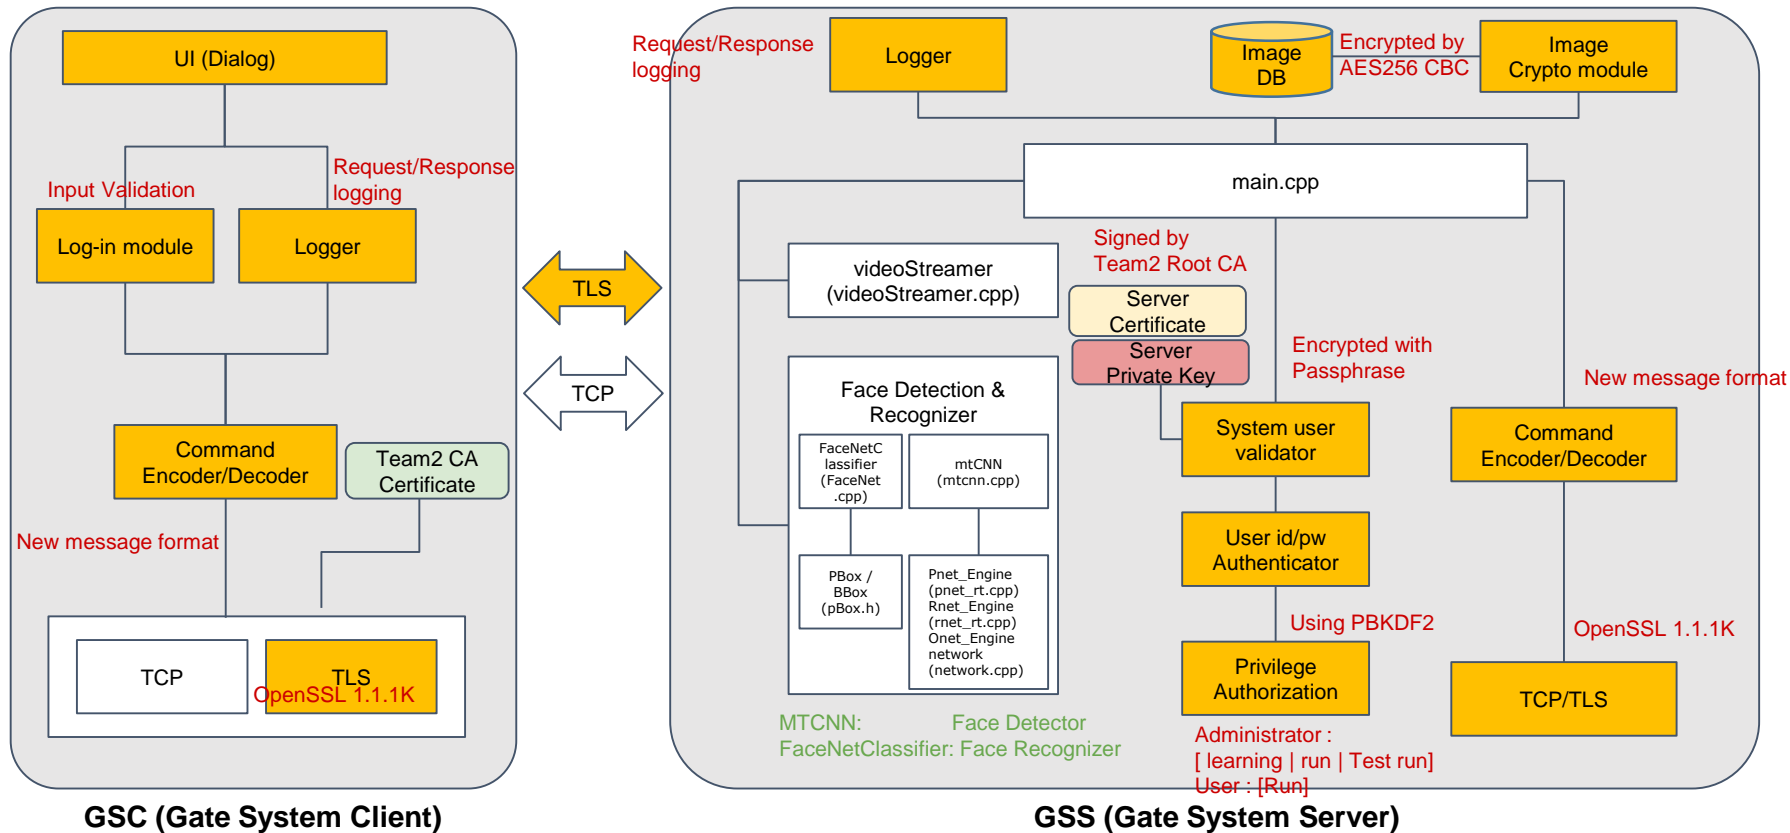 UI (Dialog)
Input Validation
Request/Response
logging
Log-in module
Logger
Command
Encoder/Decoder
Team2 CA
Certificate
New message format
TCP
TLS
OpenSSL 1.1.1K
GSC (Gate System Client)
TLS
TCP
Request/Response
logging
Logger
Image
DB
Encrypted by
AES256 CBC
Image
Crypto module
main.cpp
videoStreamer
(videoStreamer.cpp)
Signed by
Team2 Root CA
Server
Certificate
Server
Private Key
Encrypted with
Passphrase
New message format
Face Detection &
Recognizer
FaceNetC
lassifier
(FaceNet
.cpp)
mtCNN
(mtcnn.cpp)
PBox /
BBox
(pBox.h)
Pnet_Engine
(pnet_rt.cpp)
Rnet_Engine
(rnet_rt.cpp)
Onet_Engine
network
(network.cpp)
MTCNN: Face Detector
FaceNetClassifier: Face Recognizer
System user
validator
User id/pw
Authenticator
Using PBKDF2
Privilege
Authorization
Administrator :
[ learning | run | Test run]
User : [Run]
Command
Encoder/Decoder
OpenSSL 1.1.1K
TCP/TLS
GSS (Gate System Server)